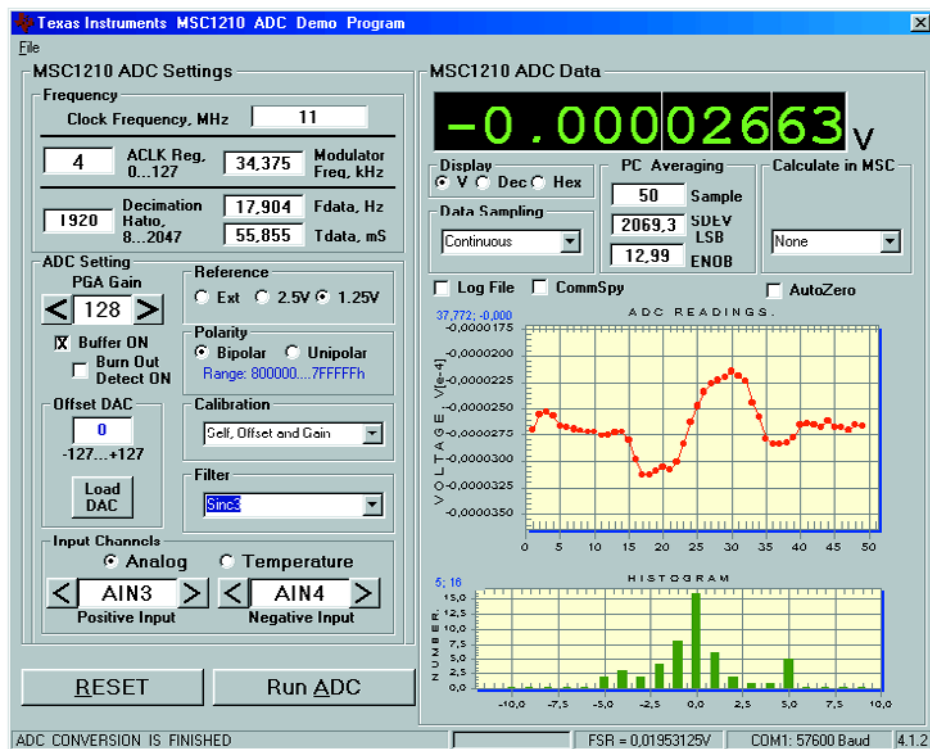 Texas Instruments MSC1210 ADC Demo Program
File
MSC1210 ADC Settings
Frequency
Clock Frequency, MHz 11
4 ACLK Reg, 0...127 34,375 Modulator Freq, kHz
1920 Decimation Ratio, 8...2047 17,904 Fdata, Hz
55,855 Tdata, mS
ADC Setting
PGA Gain
< 128 >
X Buffer ON
Burn Out Detect ON
Reference
Ext 2.5V 1.25V
Polarity
Bipolar Unipolar
Range: 800000....7FFFFFh
Offset DAC
0
-127...+127
Load DAC
Calibration
Self, Offset and Gain
Filter
Sinc3
Input Channels
Analog Temperature
< AIN3 > < AIN4 >
Positive Input Negative Input
RESET Run ADC
MSC1210 ADC Data
-0.00002663 V
Display
V Dec Hex
Data Sampling
Continuous
PC Averaging
50 Sample
2069,3 SDEV LSB
12,99 ENOB
Calculate in MSC
None
Log File CommSpy AutoZero
37,772; -0,000
ADC READINGS.
VOLTAGE, V[e-4]
-0,0000175
-0,0000200
-0,0000225
-0,0000250
-0,0000275
-0,0000300
-0,0000325
-0,0000350
0 5 10 15 20 25 30 35 40 45 50
5; 16
HISTOGRAM
NUMBER.
15,0
12,5
10,0
7,5
5,0
2,5
0,0
-10,0 -7,5 -5,0 -2,5 0,0 2,5 5,0 7,5 10,0
ADC CONVERSION IS FINISHED FSR = 0,01953125V COM1: 57600 Baud 4.1.2